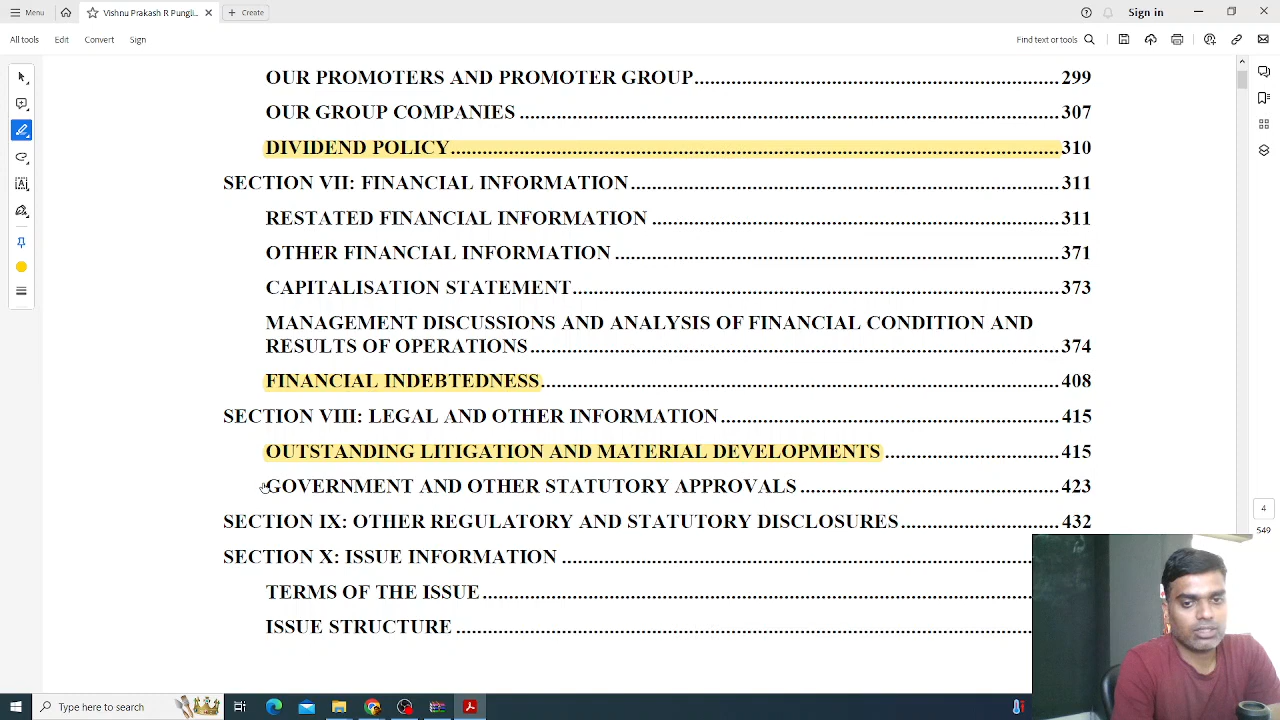 Menu
Vishnu Prakash R Pungli...
Create
Sign in
All tools Edit Convert Sign
Find text or tools
OUR PROMOTERS AND PROMOTER GROUP 299
OUR GROUP COMPANIES 307
DIVIDEND POLICY 310
SECTION VII: FINANCIAL INFORMATION 311
RESTATED FINANCIAL INFORMATION 311
OTHER FINANCIAL INFORMATION 371
CAPITALISATION STATEMENT 373
MANAGEMENT DISCUSSIONS AND ANALYSIS OF FINANCIAL CONDITION AND
RESULTS OF OPERATIONS 374
FINANCIAL INDEBTEDNESS 408
SECTION VIII: LEGAL AND OTHER INFORMATION 415
OUTSTANDING LITIGATION AND MATERIAL DEVELOPMENTS 415
GOVERNMENT AND OTHER STATUTORY APPROVALS 423
SECTION IX: OTHER REGULATORY AND STATUTORY DISCLOSURES 432
SECTION X: ISSUE INFORMATION
TERMS OF THE ISSUE
ISSUE STRUCTURE
4
549
Type here to search